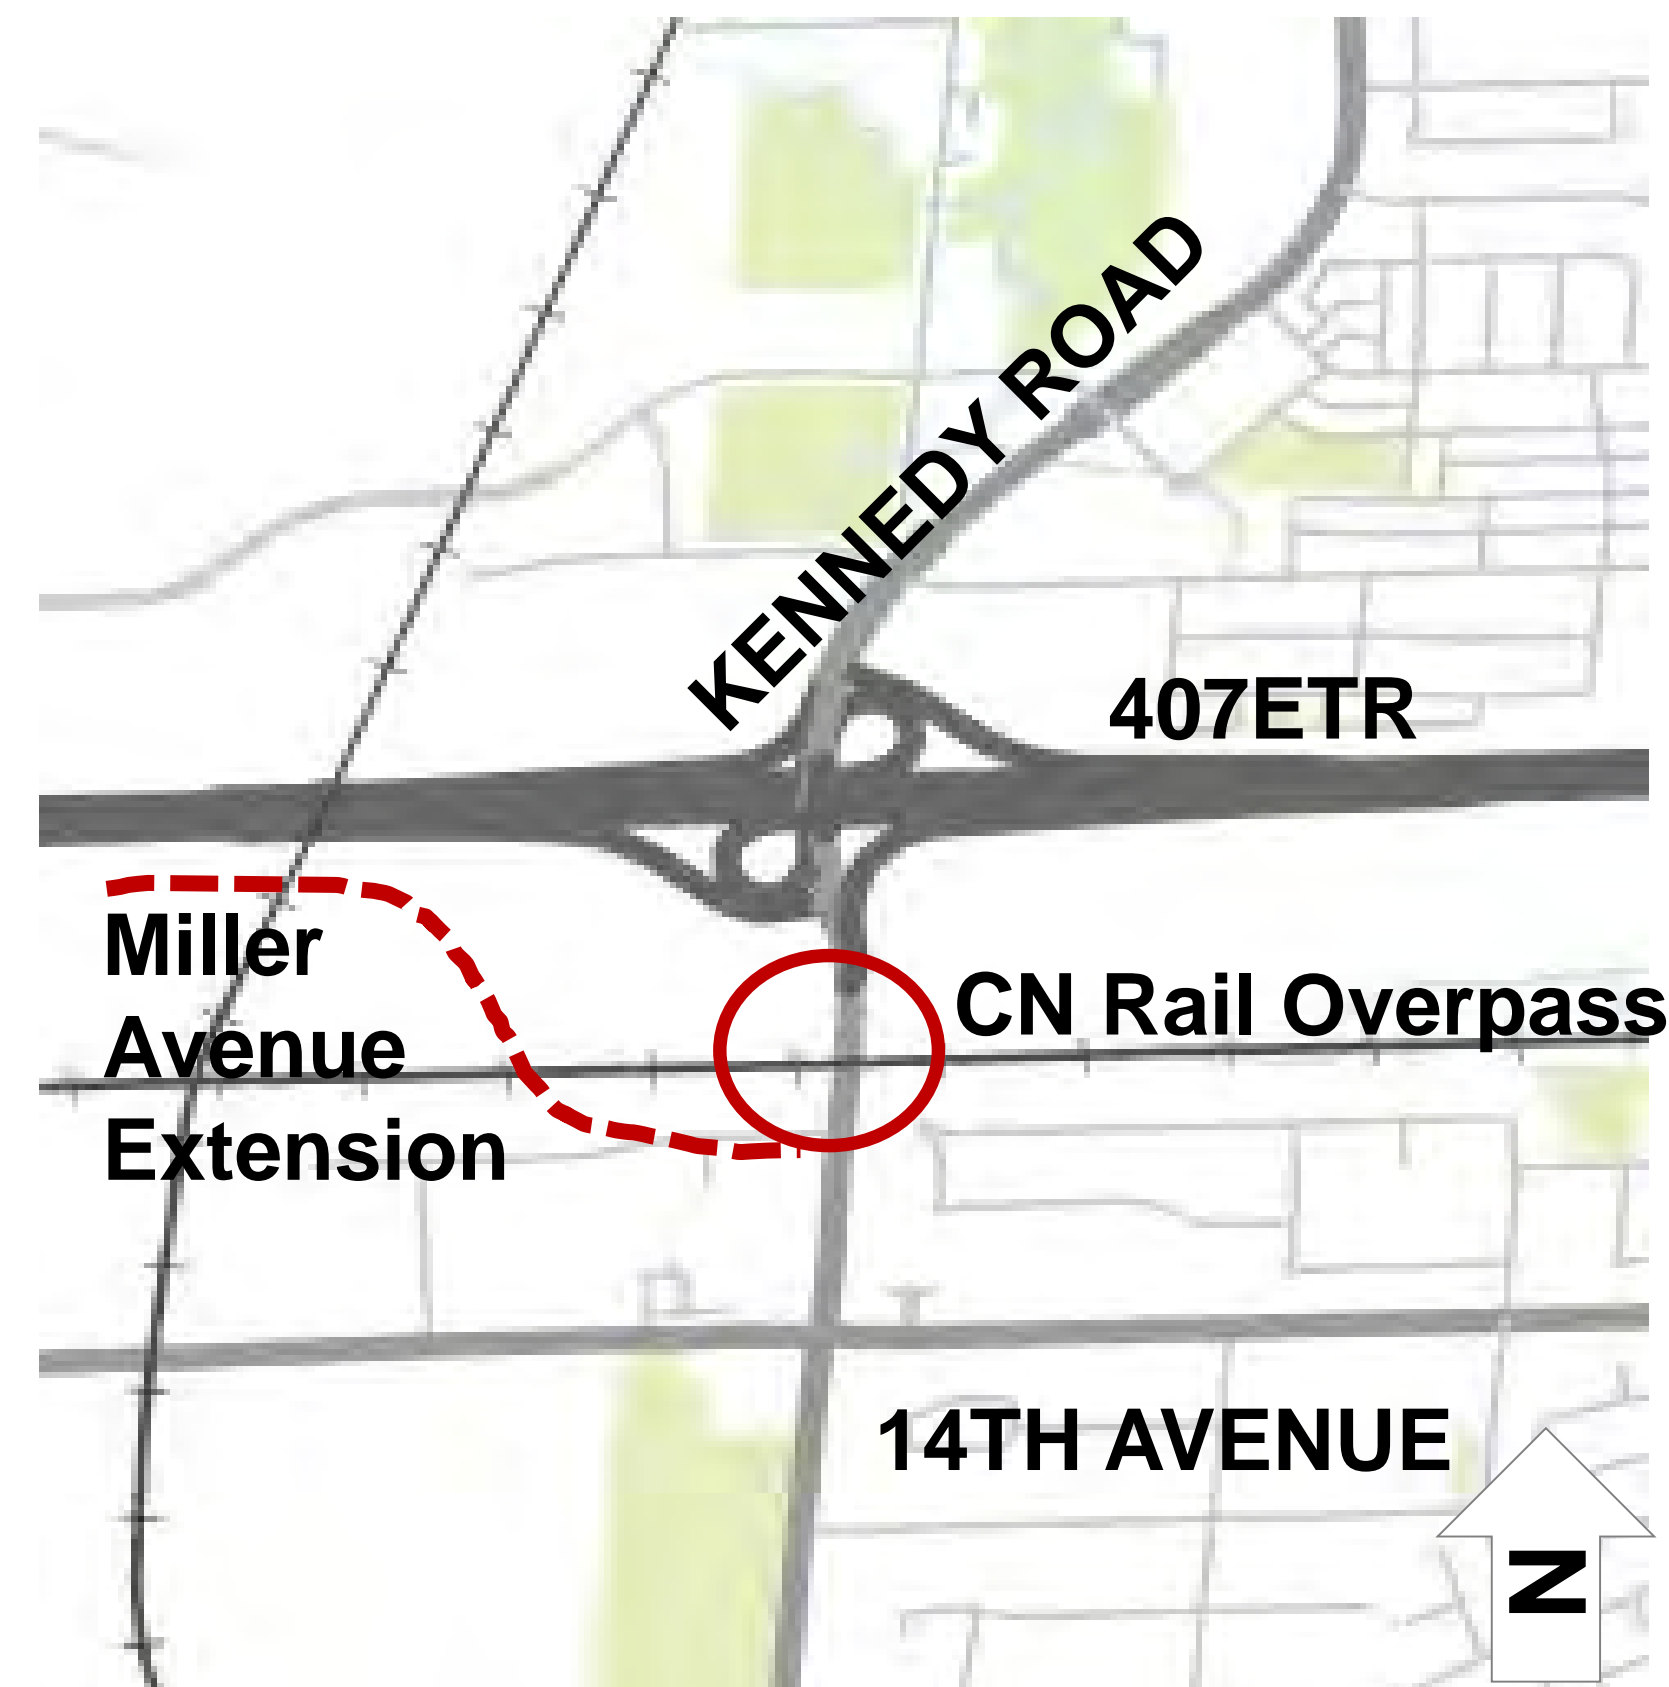 KENNEDY ROAD
407ETR
Miller
Avenue
Extension
CN Rail Overpass
14TH AVENUE
N